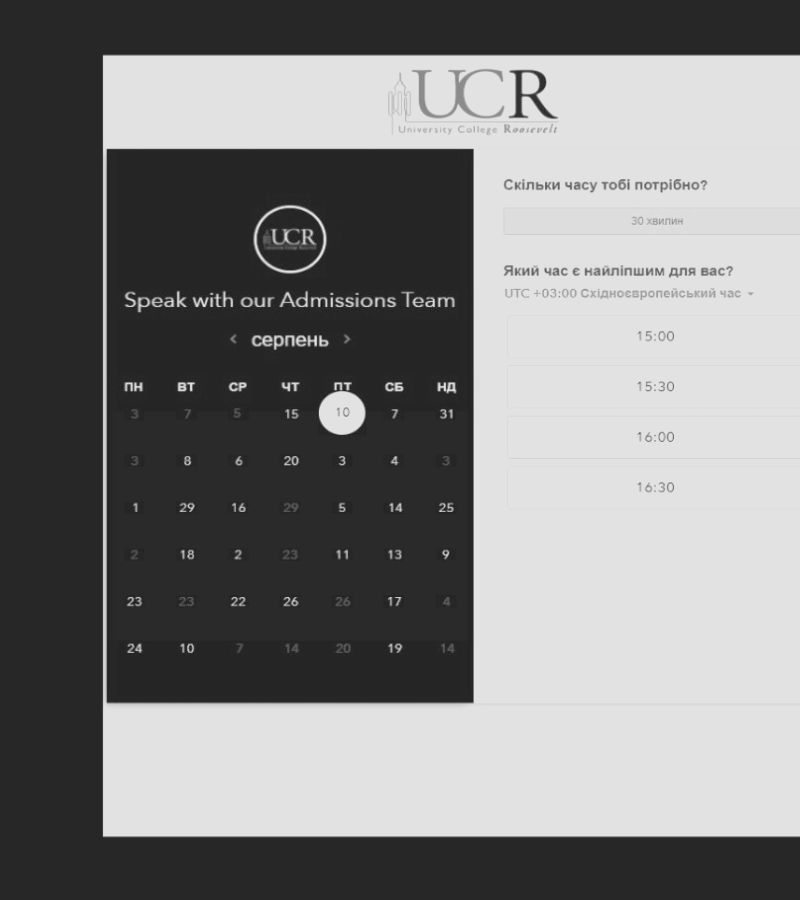 UCR
University College Roosevelt
UCR
Speak with our Admissions Team
‹ серпень ›
ПН ВТ СР ЧТ ПТ СБ НД
3 7 5 15 10 7 31
3 8 6 20 3 4 3
1 29 16 29 5 14 25
2 18 2 23 11 13 9
23 23 22 26 26 17 4
24 10 7 14 20 19 14
Скільки часу тобі потрібно?
30 хвилин
Який час є найліпшим для вас?
UTC +03:00 Східноєвропейський час
15:00
15:30
16:00
16:30